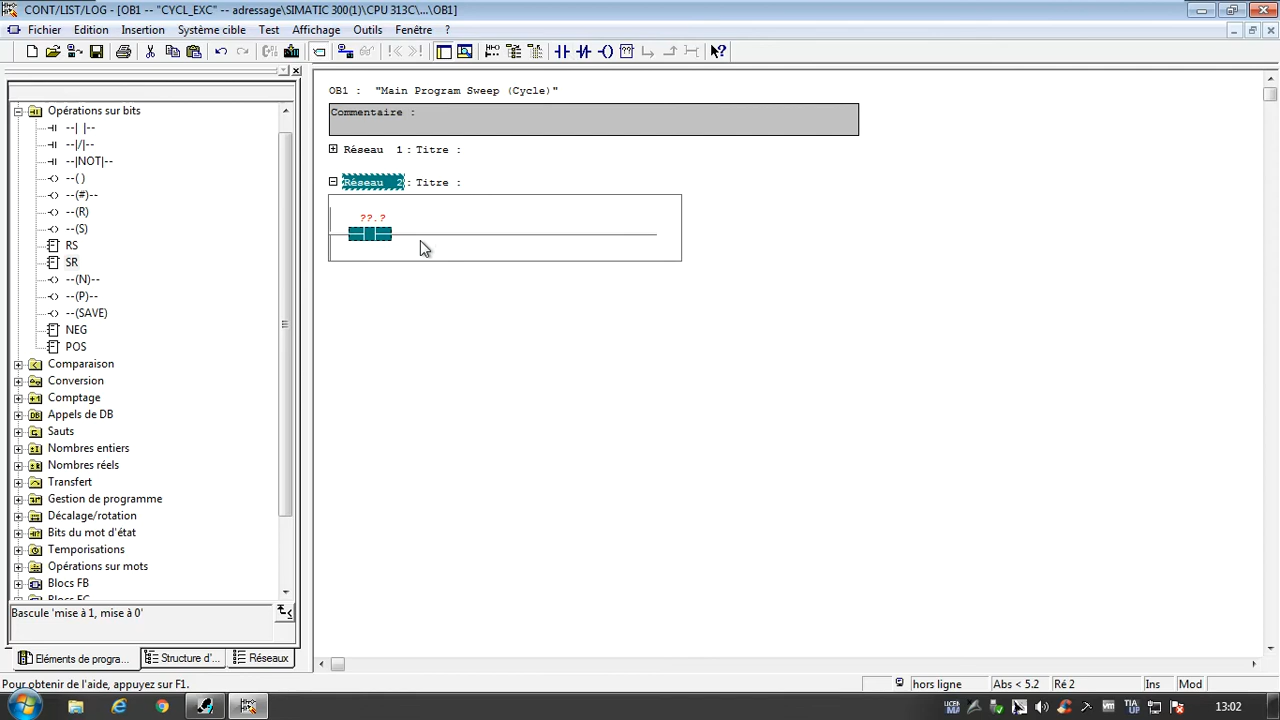 CONT/LIST/LOG - [OB1 -- "CYCL_EXC" -- adressage\SIMATIC 300(1)\CPU 313C\...\OB1]
Fichier Edition Insertion Système cible Test Affichage Outils Fenêtre ?
Opérations sur bits
--| |--
--|/|--
--|NOT|--
--( )
--(#)--
--(R)
--(S)
RS
SR
--(N)--
--(P)--
--(SAVE)
NEG
POS
Comparaison
Conversion
Comptage
Appels de DB
Sauts
Nombres entiers
Nombres réels
Transfert
Gestion de programme
Décalage/rotation
Bits du mot d'état
Temporisations
Opérations sur mots
Blocs FB
Blocs FC
Bascule 'mise à 1, mise à 0'
Eléments de progra... Structure d'... Réseaux
OB1 : "Main Program Sweep (Cycle)"
Commentaire :
Réseau 1 : Titre :
Réseau 2 : Titre :
??.?
Pour obtenir de l'aide, appuyez sur F1.
hors ligne Abs < 5.2 Ré 2 Ins Mod
13:02